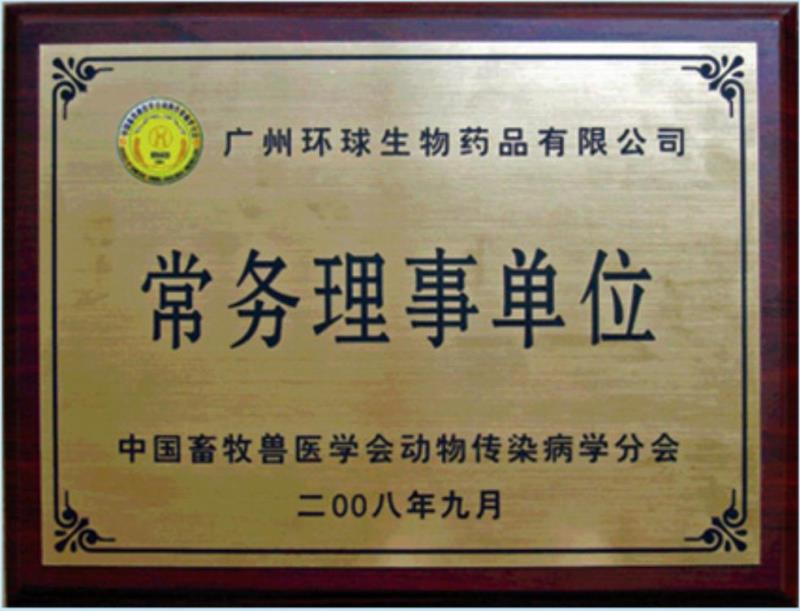 广州环球生物药品有限公司
常务理事单位
中国畜牧兽医学会动物传染病学分会
二00八年九月